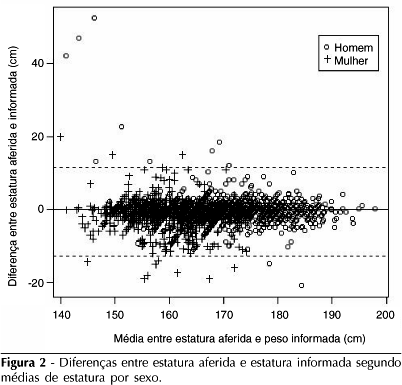 Diferença entre estatura aferida e informada (cm)
40
20
0
-20
Homem
Mulher
140
150
160
170
180
190
200
Média entre estatura aferida e peso informada (cm)
Figura 2 - Diferenças entre estatura aferida e estatura informada segundo
médias de estatura por sexo.